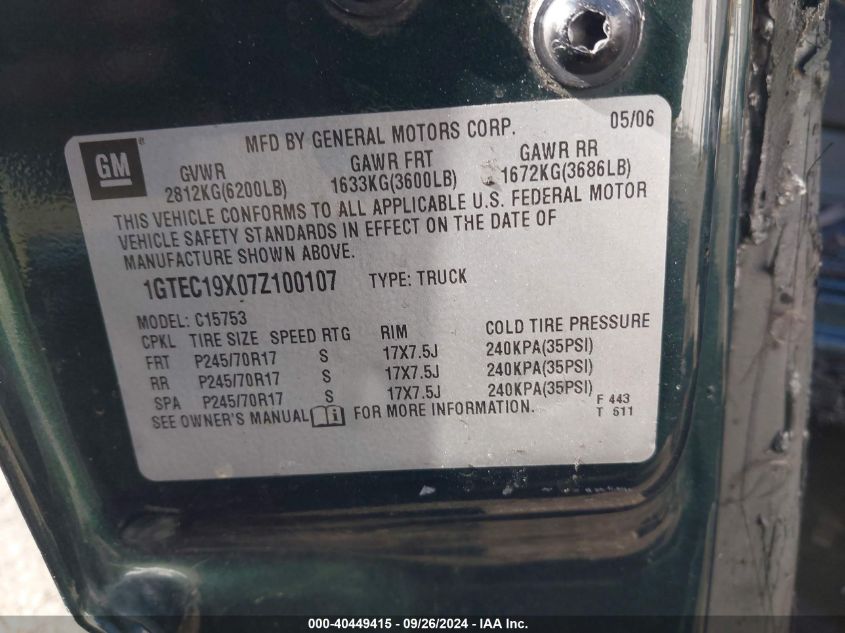 GM
MFD BY GENERAL MOTORS CORP. 05/06
GVWR GAWR FRT GAWR RR
2812KG(6200LB) 1633KG(3600LB) 1672KG(3686LB)
THIS VEHICLE CONFORMS TO ALL APPLICABLE U.S. FEDERAL MOTOR
VEHICLE SAFETY STANDARDS IN EFFECT ON THE DATE OF
MANUFACTURE SHOWN ABOVE.
1GTEC19X07Z100107 TYPE: TRUCK
MODEL: C15753
CPKL TIRE SIZE SPEED RTG RIM COLD TIRE PRESSURE
FRT P245/70R17 S 17X7.5J 240KPA(35PSI)
RR P245/70R17 S 17X7.5J 240KPA(35PSI)
SPA P245/70R17 S 17X7.5J 240KPA(35PSI)
SEE OWNER'S MANUAL FOR MORE INFORMATION.
F 443
T 511
000-40449415 - 09/26/2024 - IAA Inc.